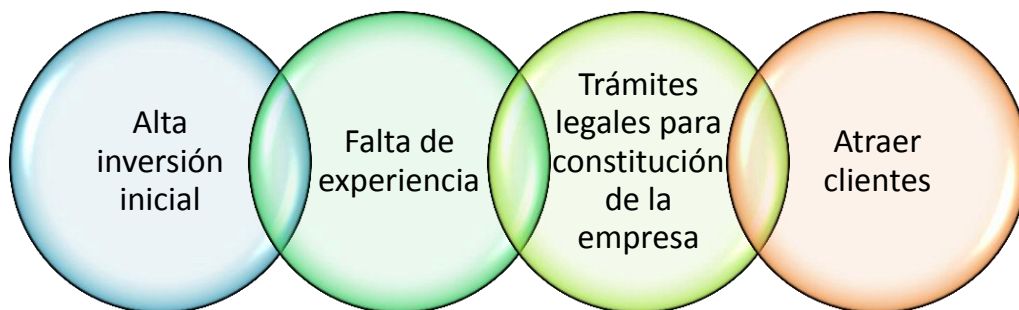 Alta
inversión
inicial
Falta de
experiencia
Trámites
legales para
constitución
de la
empresa
Atraer
clientes